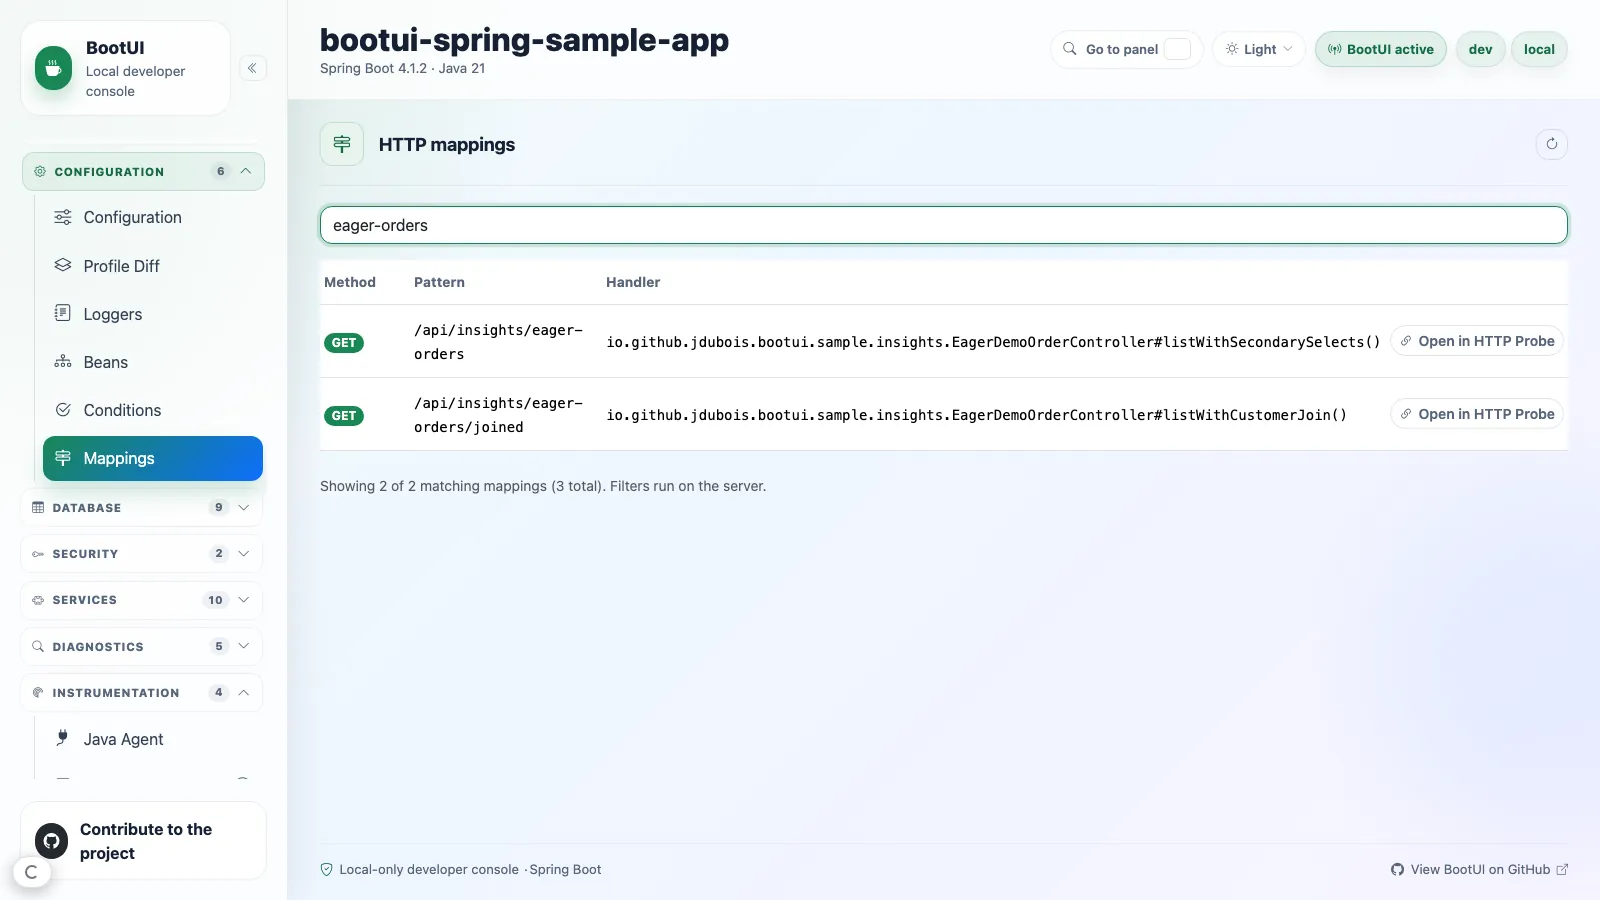 BootUI
Local developer
console
CONFIGURATION 6
Configuration
Profile Diff
Loggers
Beans
Conditions
Mappings
DATABASE 9
SECURITY 2
SERVICES 10
DIAGNOSTICS 5
INSTRUMENTATION 4
Java Agent
Contribute to the
project
C
bootui-spring-sample-app
Spring Boot 4.1.2 · Java 21
Go to panel
Light
BootUI active
dev
local
HTTP mappings
eager-orders
Method Pattern Handler
GET /api/insights/eager-
orders
io.github.jdubois.bootui.sample.insights.EagerDemoOrderController#listWithSecondarySelects() Open in HTTP Probe
GET /api/insights/eager-
orders/joined
io.github.jdubois.bootui.sample.insights.EagerDemoOrderController#listWithCustomerJoin() Open in HTTP Probe
Showing 2 of 2 matching mappings (3 total). Filters run on the server.
Local-only developer console · Spring Boot
View BootUI on GitHub